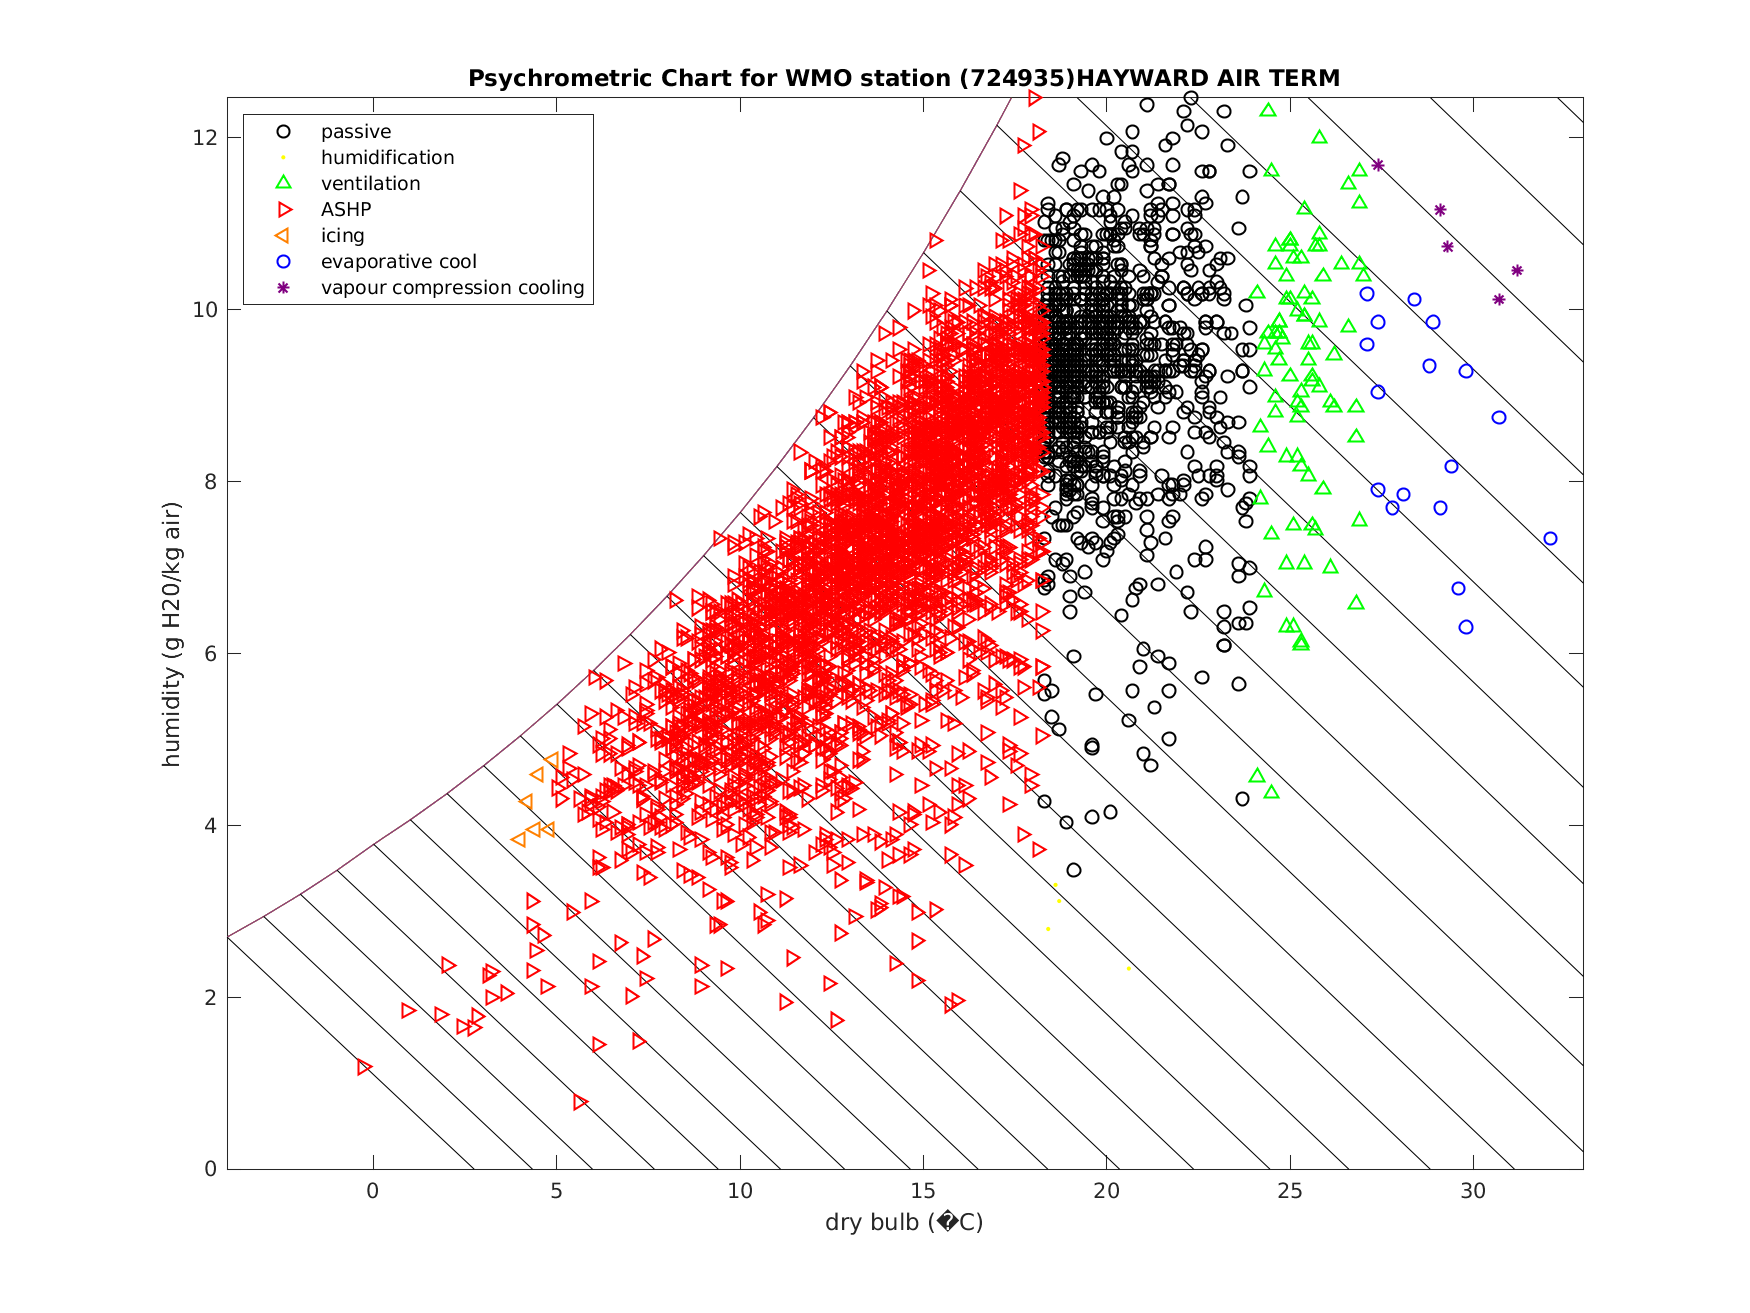 Psychrometric Chart for WMO station (724935)HAYWARD AIR TERM
passive
humidification
ventilation
ASHP
icing
evaporative cool
vapour compression cooling
humidity (g H20/kg air)
12
10
8
6
4
2
0
0 5 10 15 20 25 30
dry bulb (�C)